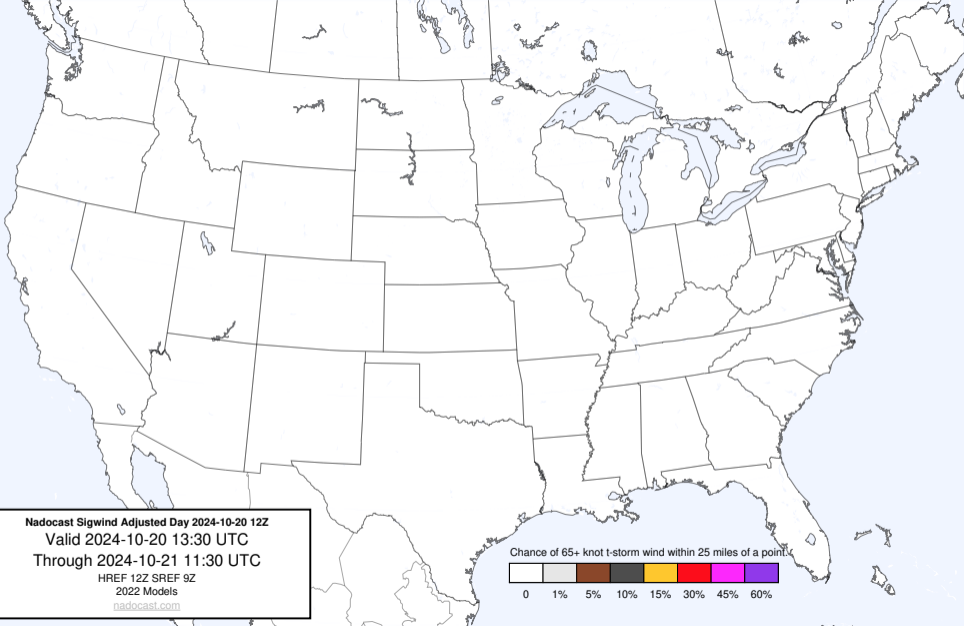 Nadocast Sigwind Adjusted Day 2024-10-20 12Z
Valid 2024-10-20 13:30 UTC
Through 2024-10-21 11:30 UTC
HREF 12Z SREF 9Z
2022 Models
nadocast.com
Chance of 65+ knot t-storm wind within 25 miles of a point.
0 1% 5% 10% 15% 30% 45% 60%